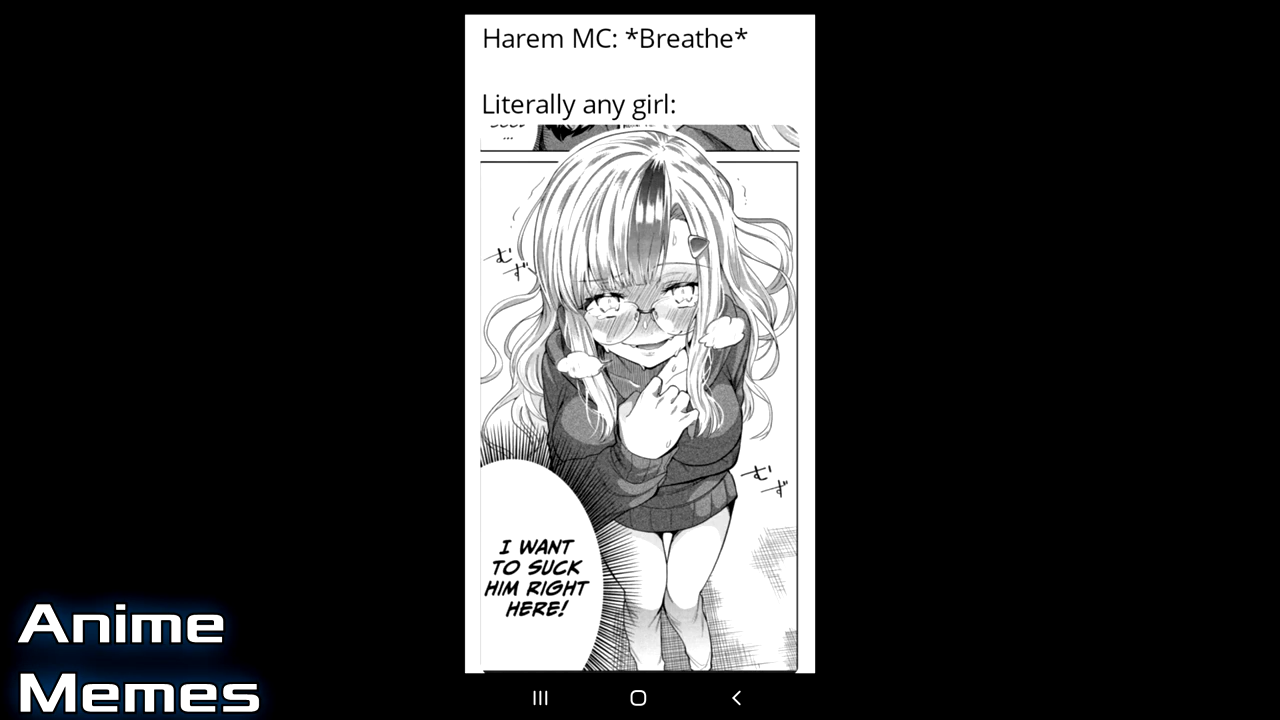 Harem MC: *Breathe*
Literally any girl:
...
むず
I WANT
TO SUCK
HIM RIGHT
HERE!
むず
Anime
Memes